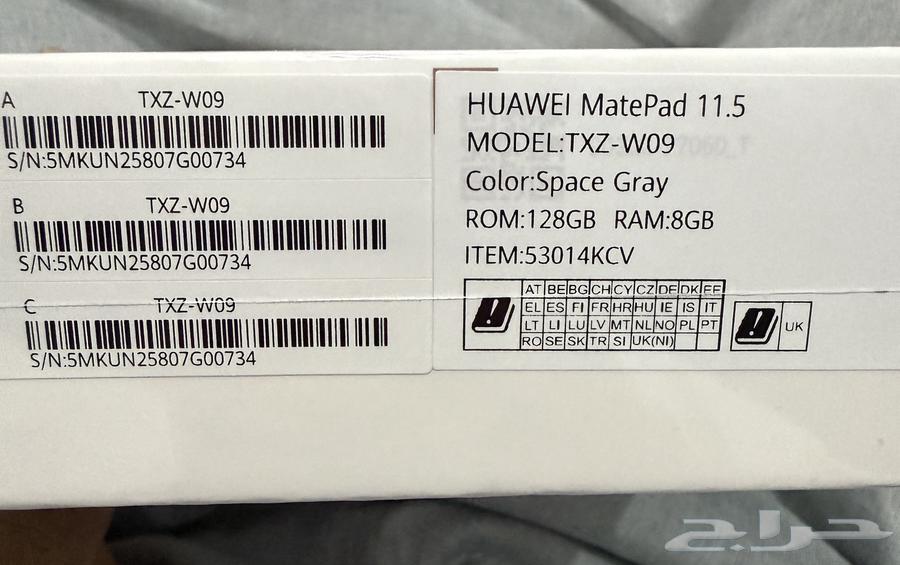 A
TXZ-W09
S/N:5MKUN25807G00734
B
TXZ-W09
S/N:5MKUN25807G00734
C
TXZ-W09
S/N:5MKUN25807G00734
HUAWEI MatePad 11.5
MODEL:TXZ-W09
Color:Space Gray
ROM:128GB RAM:8GB
ITEM:53014KCV
AT BE BG CH CY CZ DE DK EE
EL ES FI FR HR HU IE IS IT
LT LI LU LV MT NL NO PL PT
RO SE SK TR SI UK(NI)
UK
حراج